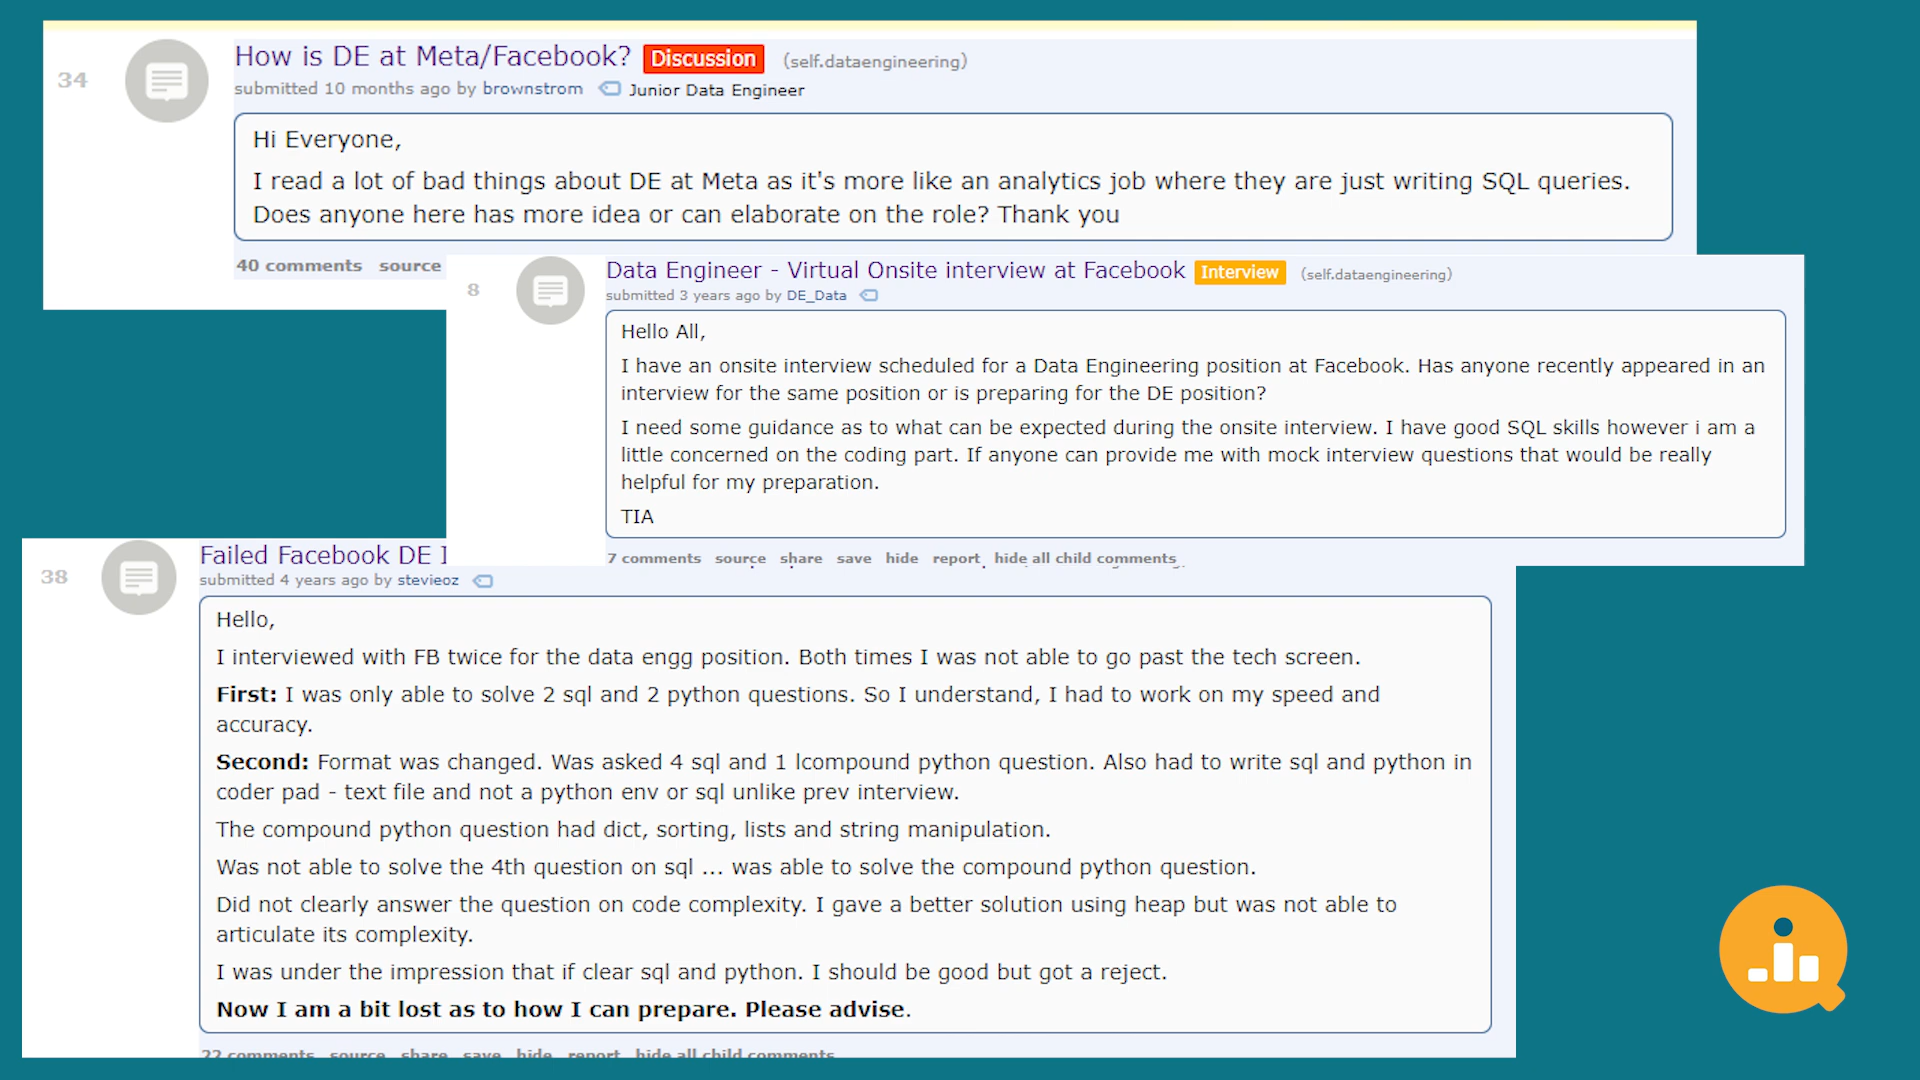 34
How is DE at Meta/Facebook? Discussion (self.dataengineering)
submitted 10 months ago by brownstrom Junior Data Engineer
Hi Everyone,
I read a lot of bad things about DE at Meta as it's more like an analytics job where they are just writing SQL queries.
Does anyone here has more idea or can elaborate on the role? Thank you
40 comments source
8
Data Engineer - Virtual Onsite interview at Facebook Interview (self.dataengineering)
submitted 3 years ago by DE_Data
Hello All,
I have an onsite interview scheduled for a Data Engineering position at Facebook. Has anyone recently appeared in an
interview for the same position or is preparing for the DE position?
I need some guidance as to what can be expected during the onsite interview. I have good SQL skills however i am a
little concerned on the coding part. If anyone can provide me with mock interview questions that would be really
helpful for my preparation.
TIA
7 comments source share save hide report hide all child comments
38
Failed Facebook DE
submitted 4 years ago by stevieoz
Hello,
I interviewed with FB twice for the data engg position. Both times I was not able to go past the tech screen.
First: I was only able to solve 2 sql and 2 python questions. So I understand, I had to work on my speed and
accuracy.
Second: Format was changed. Was asked 4 sql and 1 lcompound python question. Also had to write sql and python in
coder pad - text file and not a python env or sql unlike prev interview.
The compound python question had dict, sorting, lists and string manipulation.
Was not able to solve the 4th question on sql ... was able to solve the compound python question.
Did not clearly answer the question on code complexity. I gave a better solution using heap but was not able to
articulate its complexity.
I was under the impression that if clear sql and python. I should be good but got a reject.
Now I am a bit lost as to how I can prepare. Please advise.
22 comments source share save hide report hide all child comments